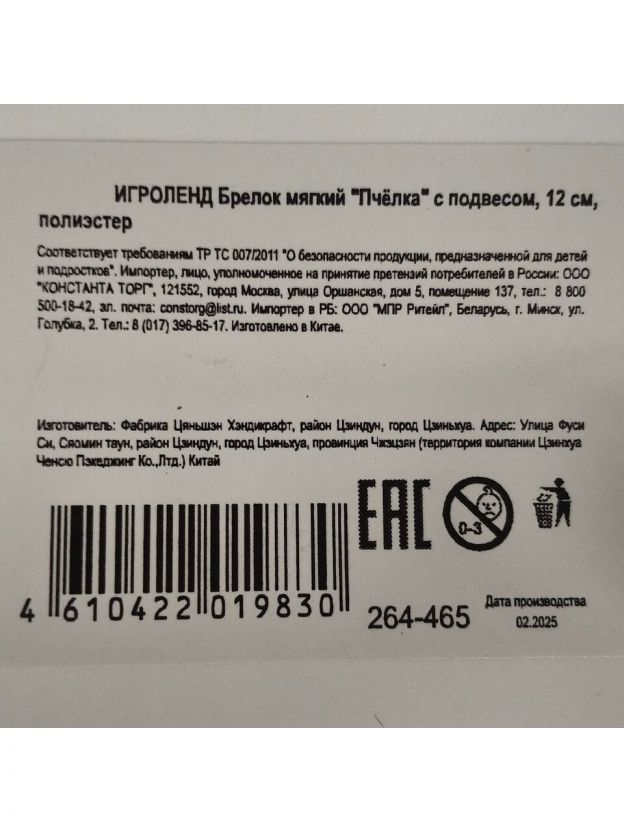 ИГРОЛЕНД Брелок мягкий "Пчёлка" с подвесом, 12 см,
полиэстер
Соответствует требованиям ТР ТС 007/2011 "О безопасности продукции, предназначенной для детей
и подростков". Импортер, лицо, уполномоченное на принятие претензий потребителей в России: ООО
"КОНСТАНТА ТОРГ", 121552, город Москва, улица Оршанская, дом 5, помещение 137, тел.: 8 800
500-18-42, эл. почта: constorg@list.ru. Импортер в РБ: ООО "МПР Ритейл", Беларусь, г. Минск, ул.
Голубка, 2. Тел.: 8 (017) 396-85-17. Изготовлено в Китае.
Изготовитель: Фабрика Цяньшэн Хэндикрафт, район Цзиндун, город Цзиньхуа. Адрес: Улица Фуси
Си, Сяомин таун, район Цзиндун, город Цзиньхуа, провинция Чжэцзян (территория компании Цзинхуа
Ченсю Пэкеджинг Ко.,Лтд.) Китай
EAC
0-3
4 610422 019830
264-465
Дата производства
02.2025